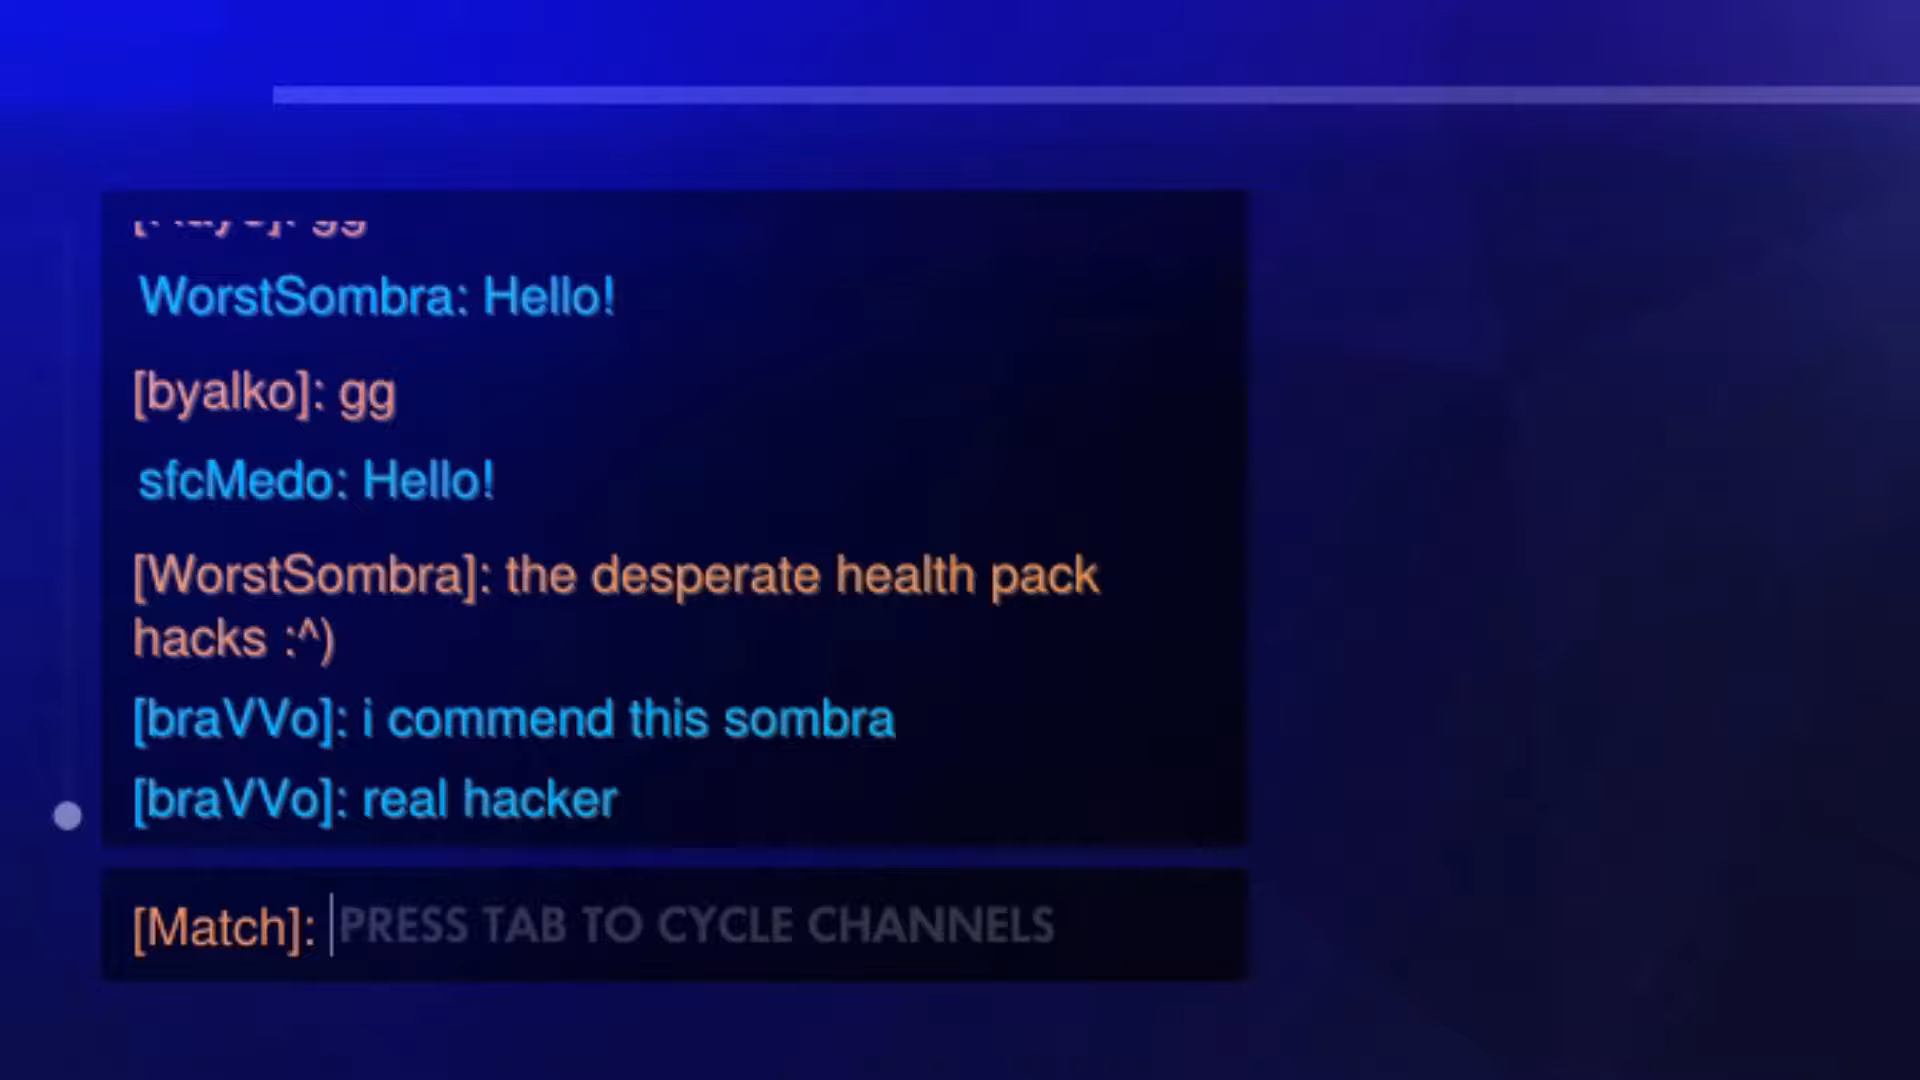 gg
WorstSombra: Hello!
[byalko]: gg
sfcMedo: Hello!
[WorstSombra]: the desperate health pack
hacks :^)
[braVVo]: i commend this sombra
[braVVo]: real hacker
[Match]: PRESS TAB TO CYCLE CHANNELS